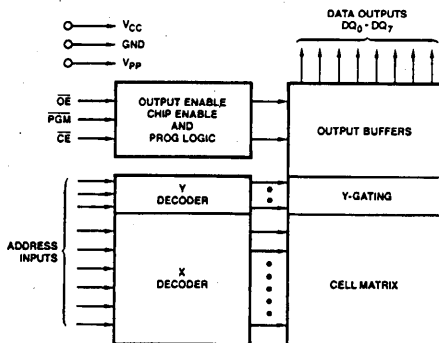 DATA OUTPUTS
DQ0 - DQ7
VCC
GND
VPP
OE
PGM
CE
OUTPUT ENABLE
CHIP ENABLE
AND
PROG LOGIC
OUTPUT BUFFERS
Y
DECODER
Y-GATING
ADDRESS
INPUTS
X
DECODER
CELL MATRIX